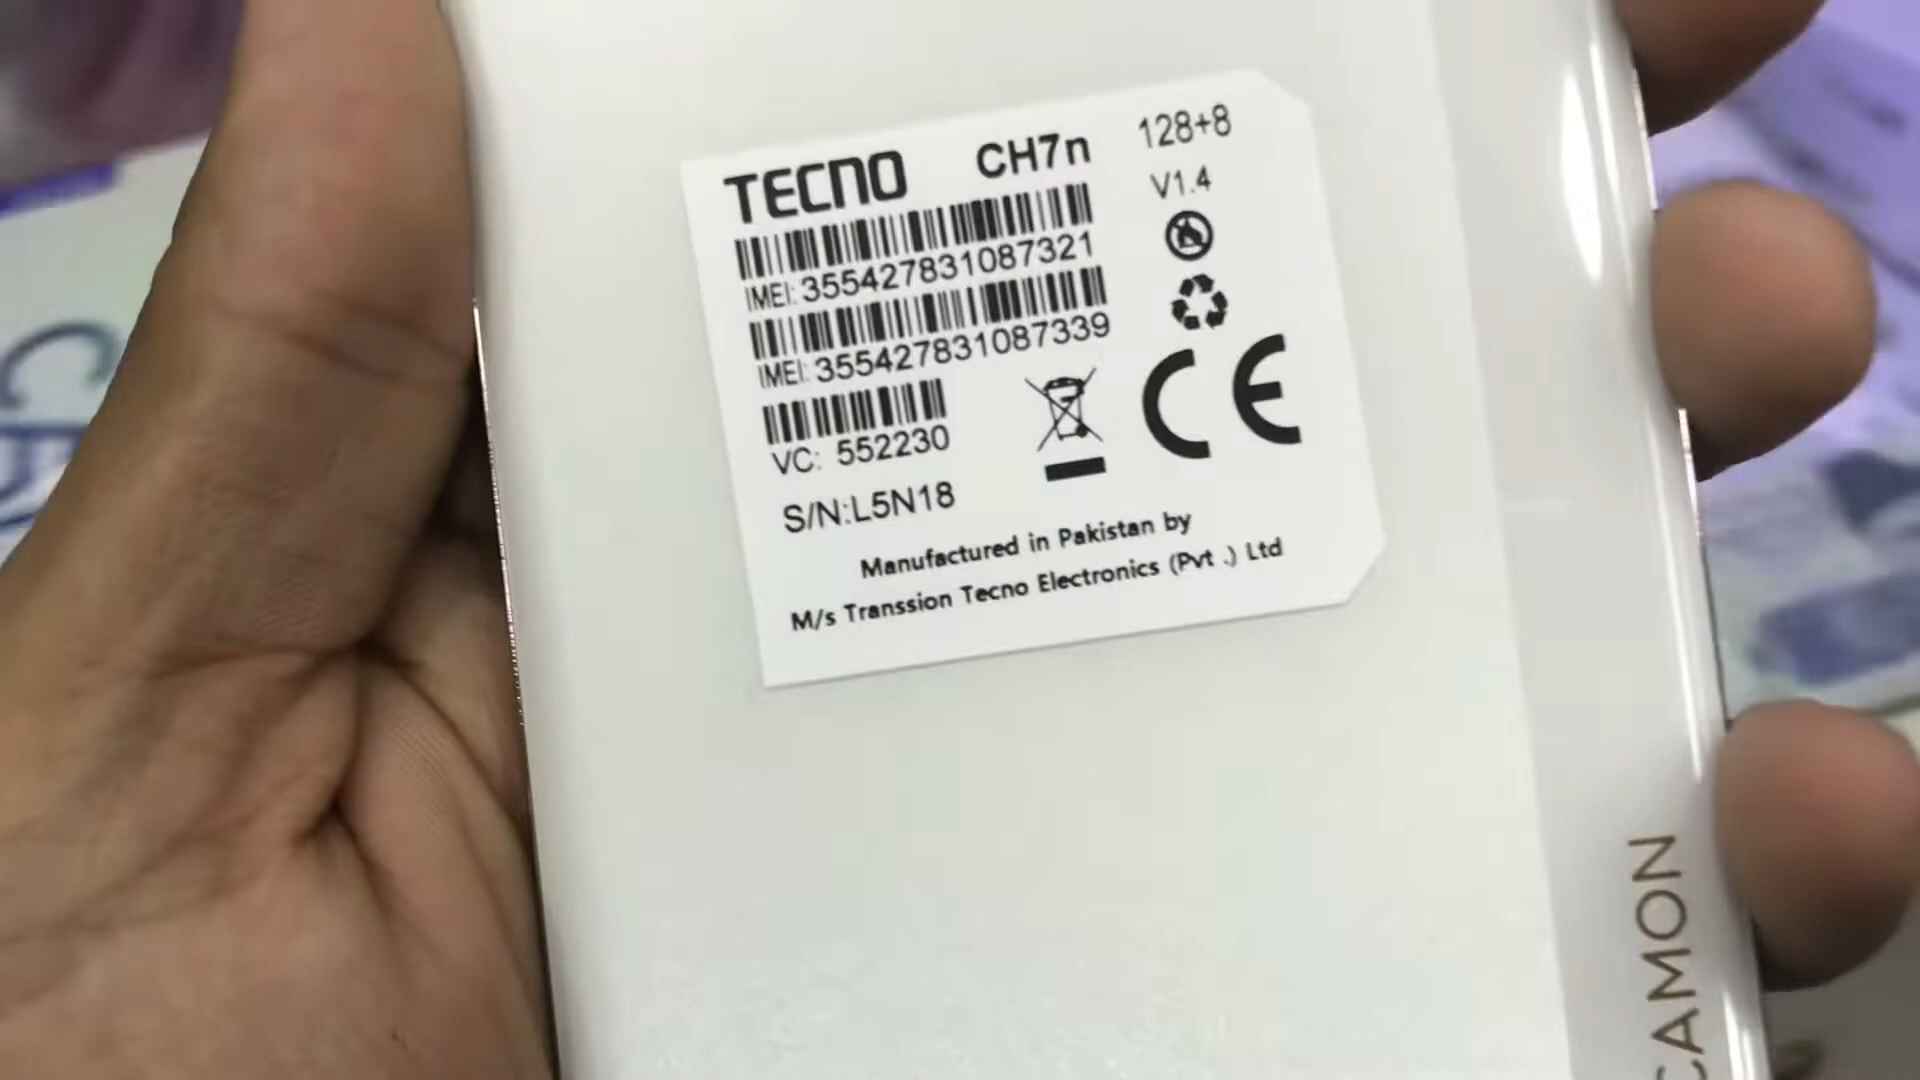 TECNO CH7n 128+8
V1.4
IMEI: 355427831087321
IMEI: 355427831087339
VC: 552230
CE
S/N:L5N18
Manufactured in Pakistan by
M/s Transsion Tecno Electronics (Pvt .) Ltd
CAMON